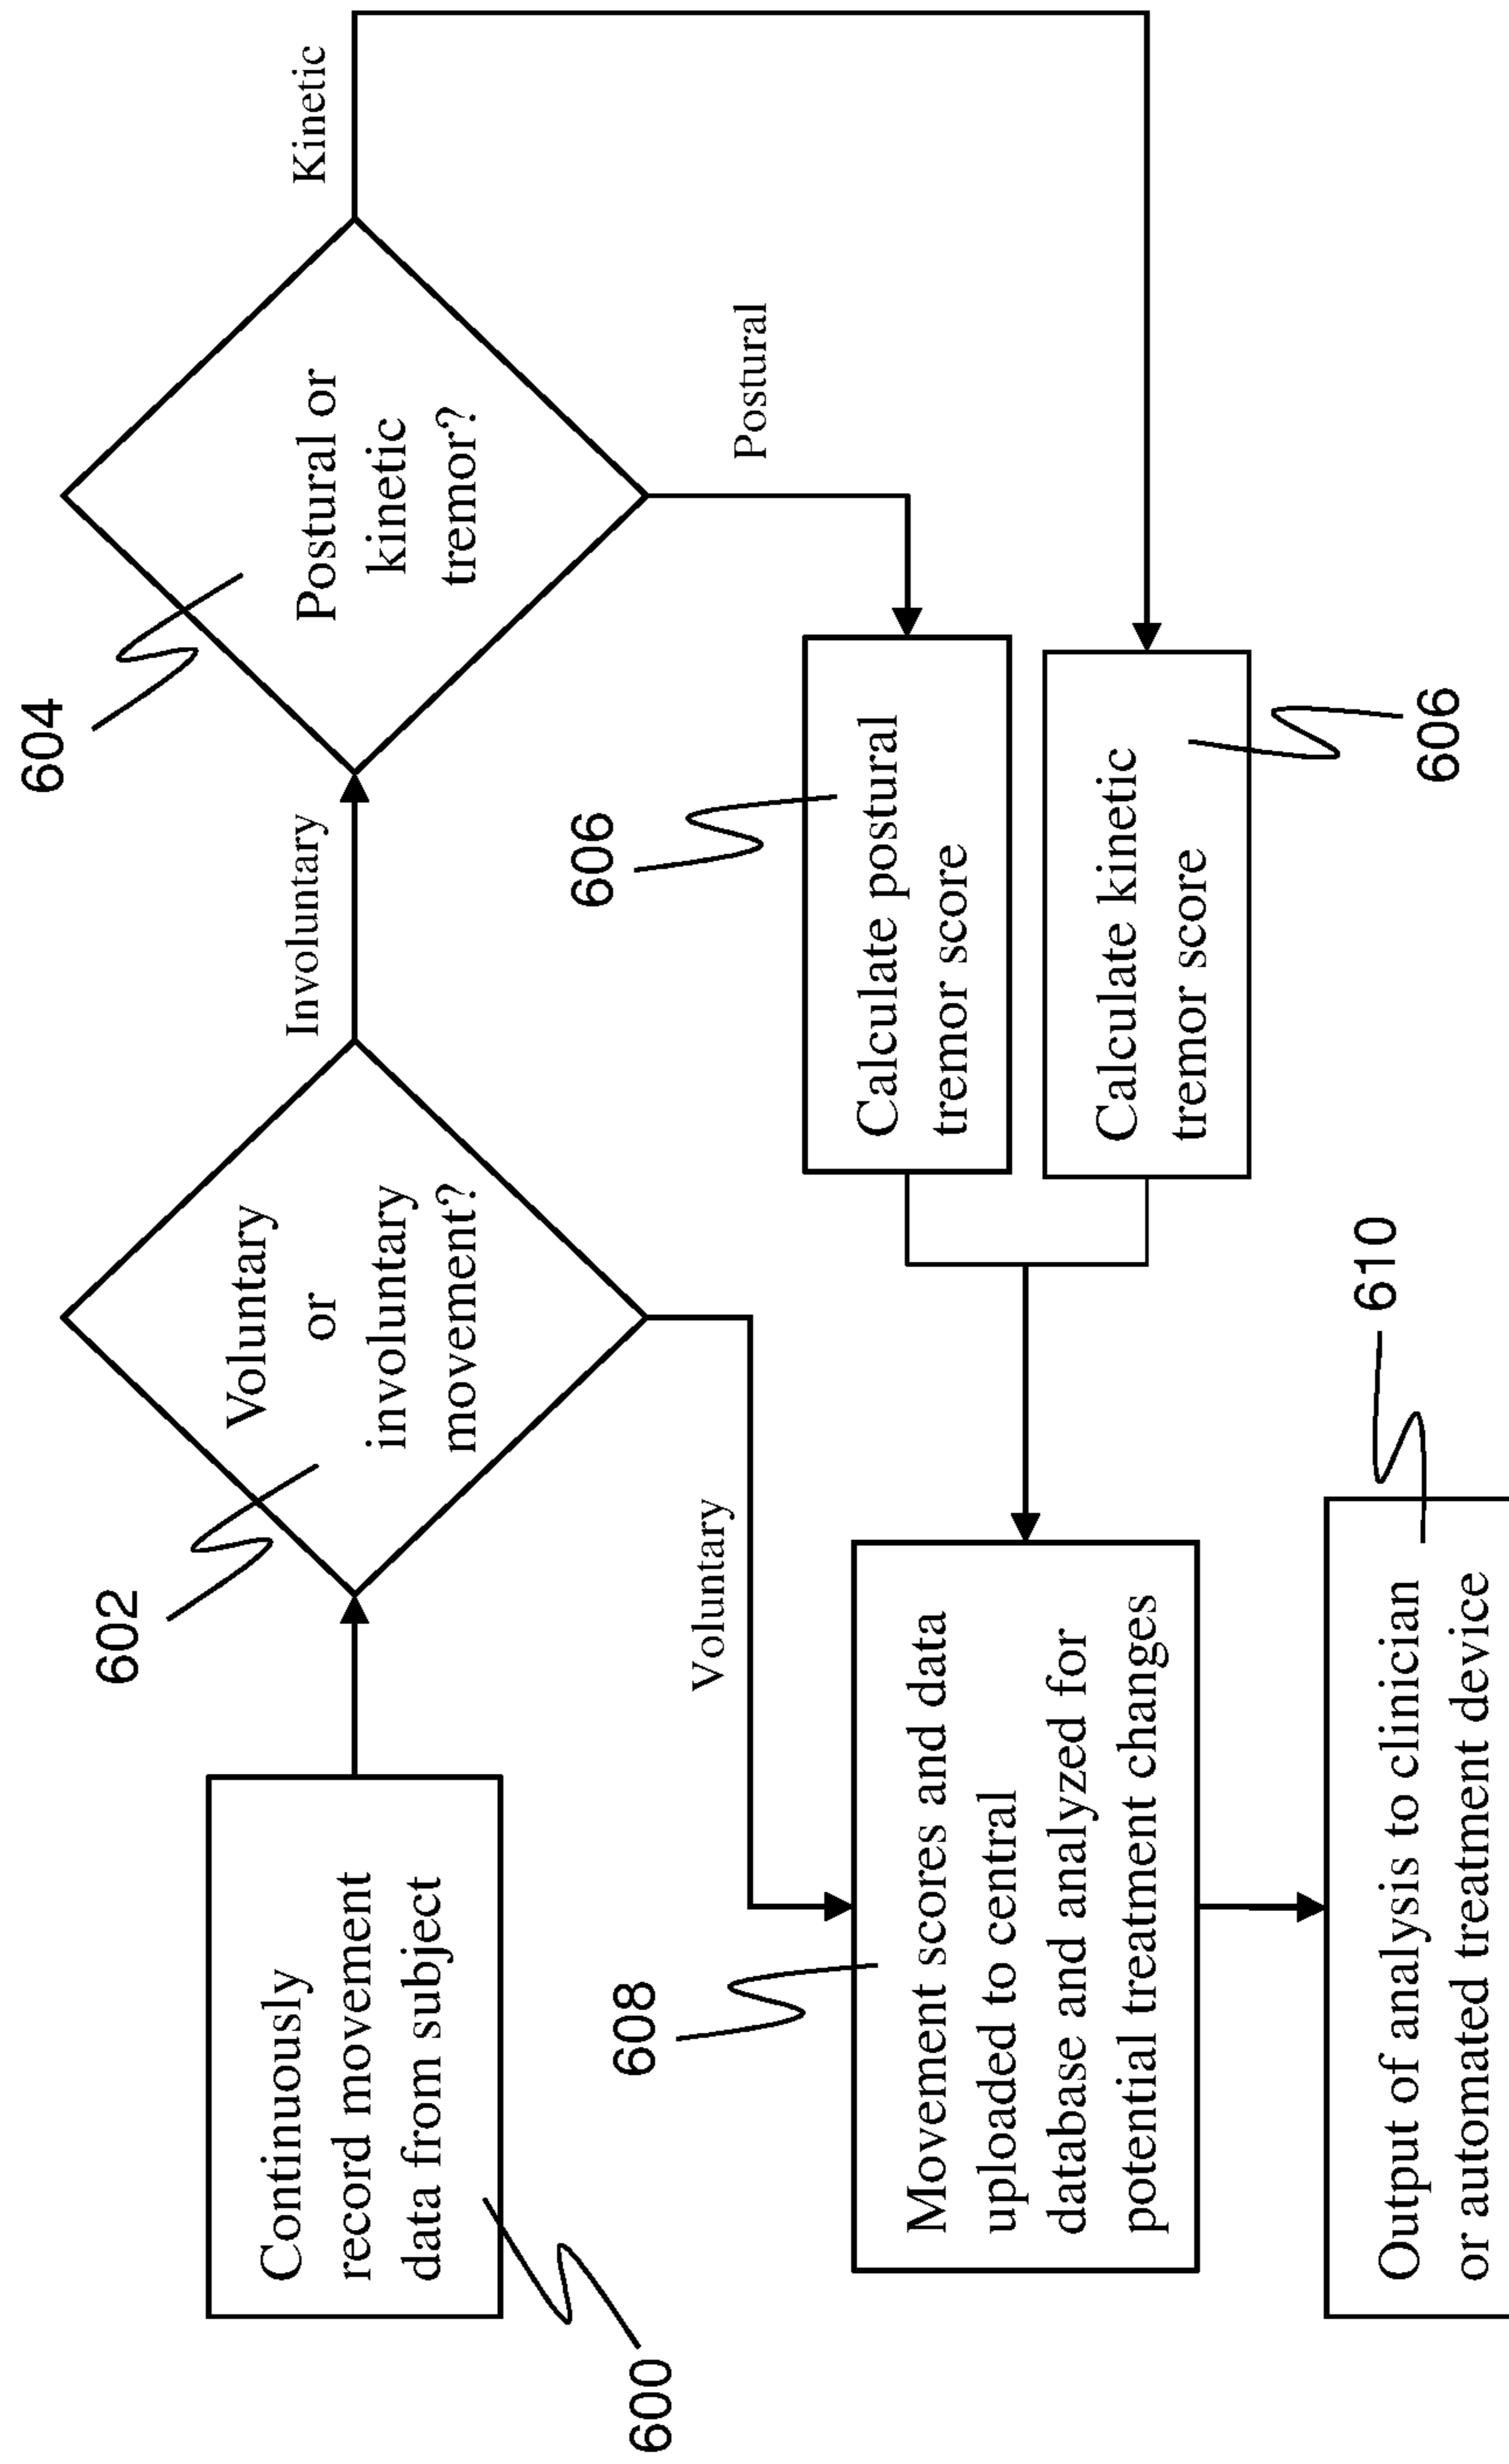 600
Continuously
record movement
data from subject
602
Voluntary
or
involuntary
movement?
Involuntary
604
Postural or
kinetic
tremor?
Kinetic
Postural
Voluntary
606
Calculate postural
tremor score
Calculate kinetic
tremor score
606
608
Movement scores and data
uploaded to central
database and analyzed for
potential treatment changes
610
Output of analysis to clinician
or automated treatment device